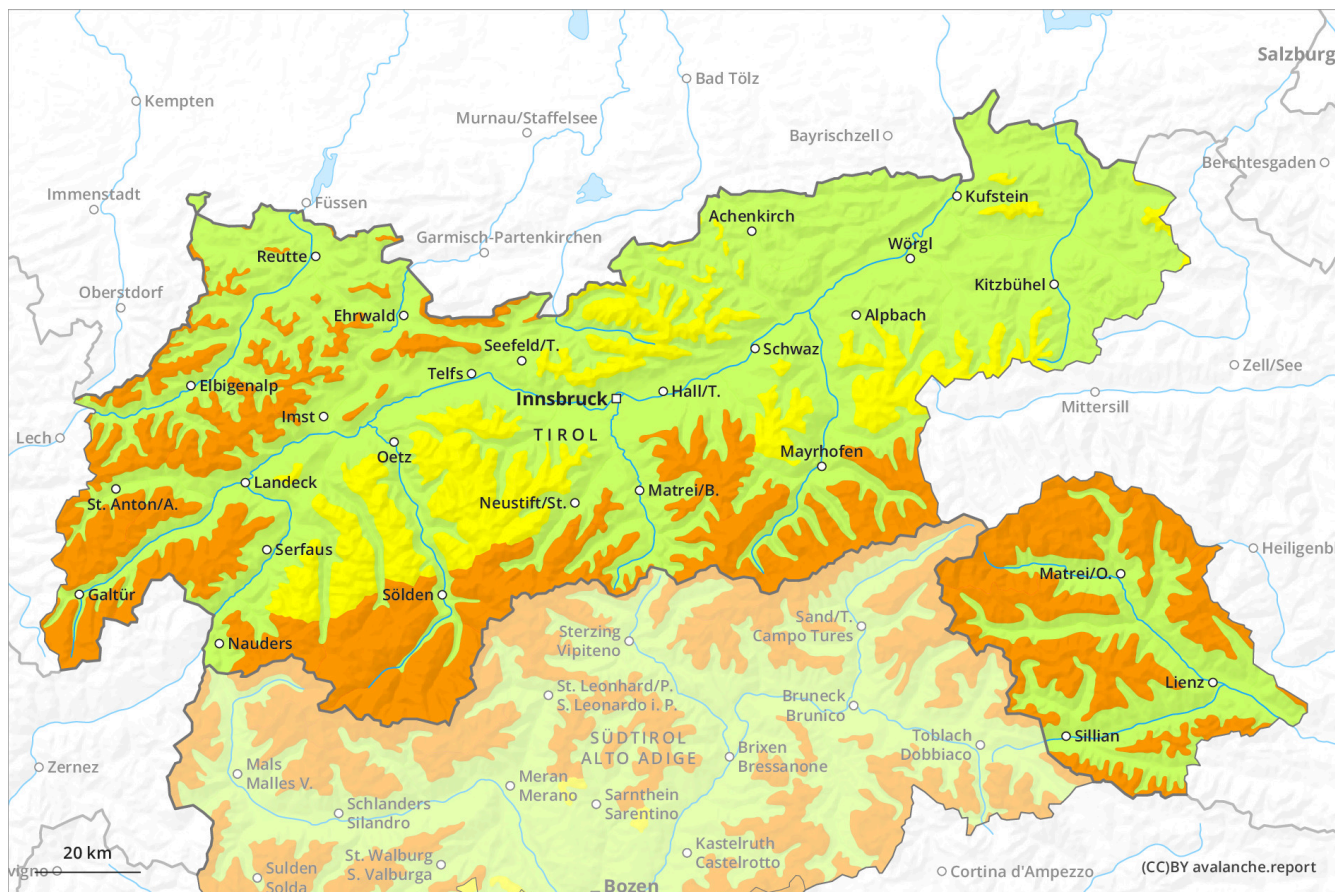 Salzburg
Bad Tölz
Kempten
Murnau/Staffelsee
Bayrischzell
Berchtesgaden
Immenstadt
Füssen
Kufstein
Achenkirch
Garmisch-Partenkirchen
Wörgl
Reutte
Oberstdorf
Kitzbühel
Ehrwald
Alpbach
Seefeld/T.
Schwaz
Zell/See
Telfs
Elbigenalp
Hall/T.
Innsbruck
Mittersill
Imst
TIROL
Lech
Oetz
Mayrhofen
Landeck
Matrei/B.
St. Anton/A.
Neustift/St.
Serfaus
Heiligenb
Matrei/O.
Galtür
Sölden
Sand/T.
Campo Tures
Sterzing
Vipiteno
Nauders
Lienz
St. Leonhard/P.
S. Leonardo i. P.
Bruneck
Brunico
Sillian
SÜDTIROL
ALTO ADIGE
Toblach
Dobbiaco
Brixen
Bressanone
Zernez
Mals
Malles V.
Meran
Merano
Sarnthein
Sarentino
Schlanders
Silandro
Kastelruth
Castelrotto
20 km
St. Walburg
S. Valburga
vigno
Cortina d'Ampezzo
(CC)BY avalanche.report
Sulden
Solda
Bozen